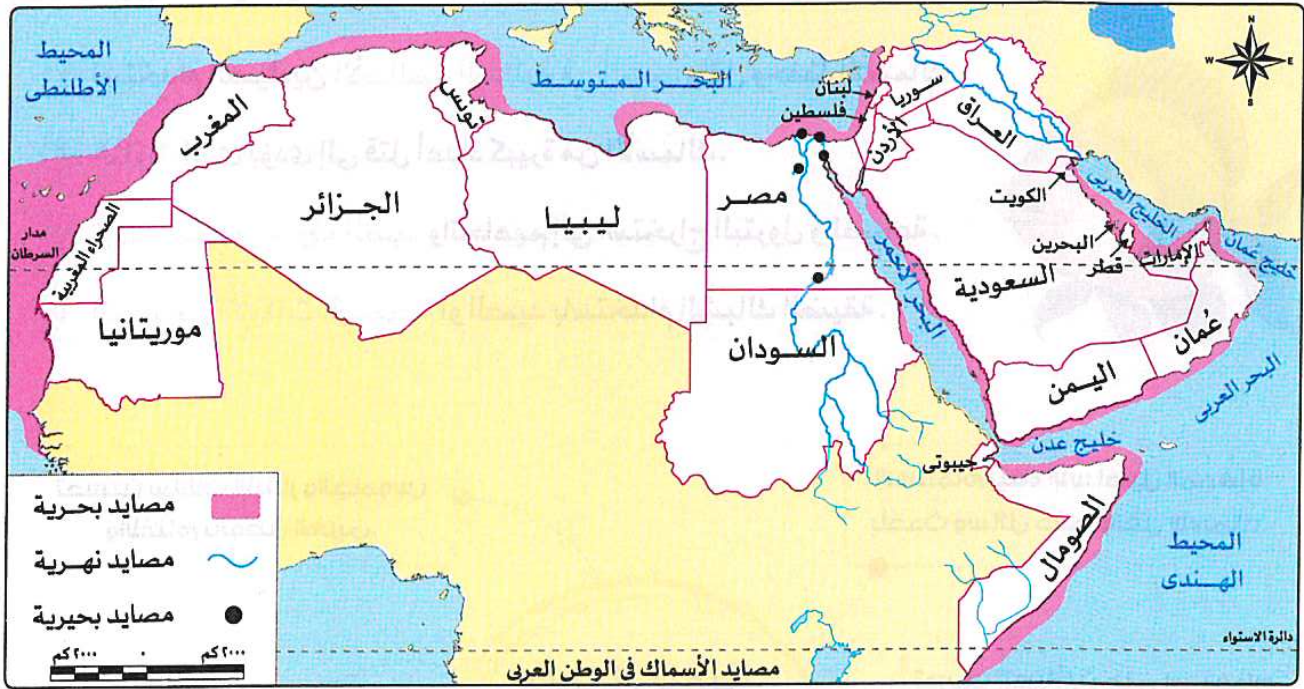 المحيط
الأطلنطى
البحر المتوسط
N
W
E
S
المغرب
تونس
لبنان
سوريا
فلسطين
العراق
الأردن
الجزائر
ليبيا
مصر
الكويت
الخليج العربى
مدار
السرطان
الصحراء المغربية
البحر الأحمر
البحرين
قطر
الإمارات
خليج عُمان
السعودية
موريتانيا
السودان
عُمان
اليمن
البحر العربى
خليج عدن
جيبوتى
الصومال
المحيط
الهندى
مصايد بحرية
مصايد نهرية
مصايد بحيرية
٢٠٠٠ كم
٠
٢٠٠٠ كم
دائرة الاستواء
مصايد الأسماك فى الوطن العربى